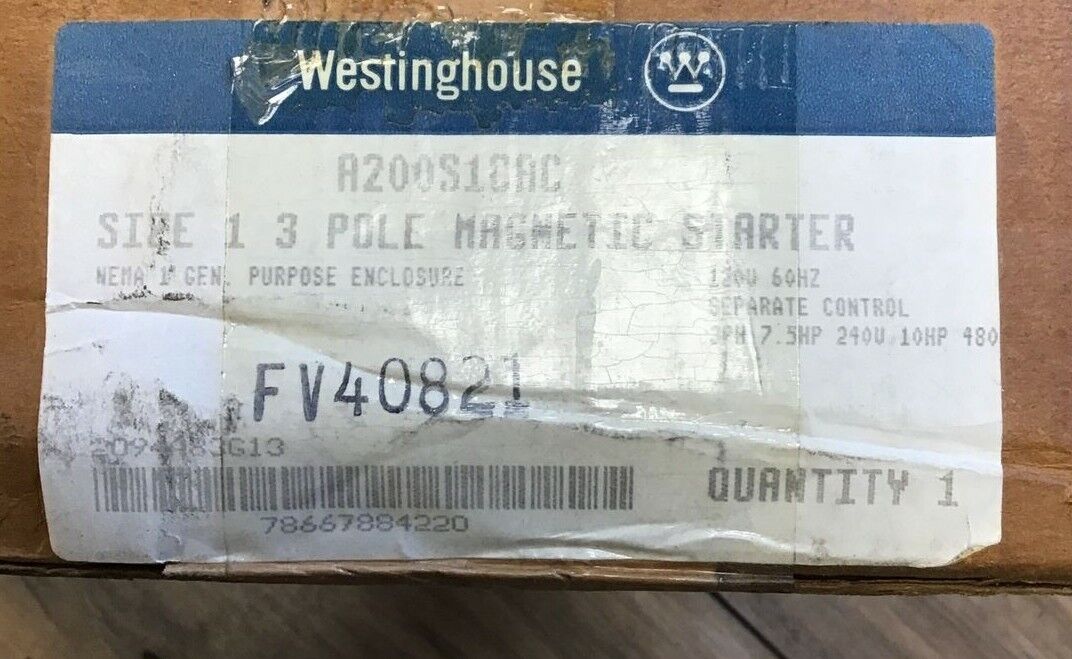 Westinghouse
A200S1CAC
SIZE 1 3 POLE MAGNETIC STARTER
NEMA 1 GEN. PURPOSE ENCLOSURE
120V 60HZ
SEPARATE CONTROL
3PH 7.5HP 240V 10HP 480
FV40821
QUANTITY 1
78667884220